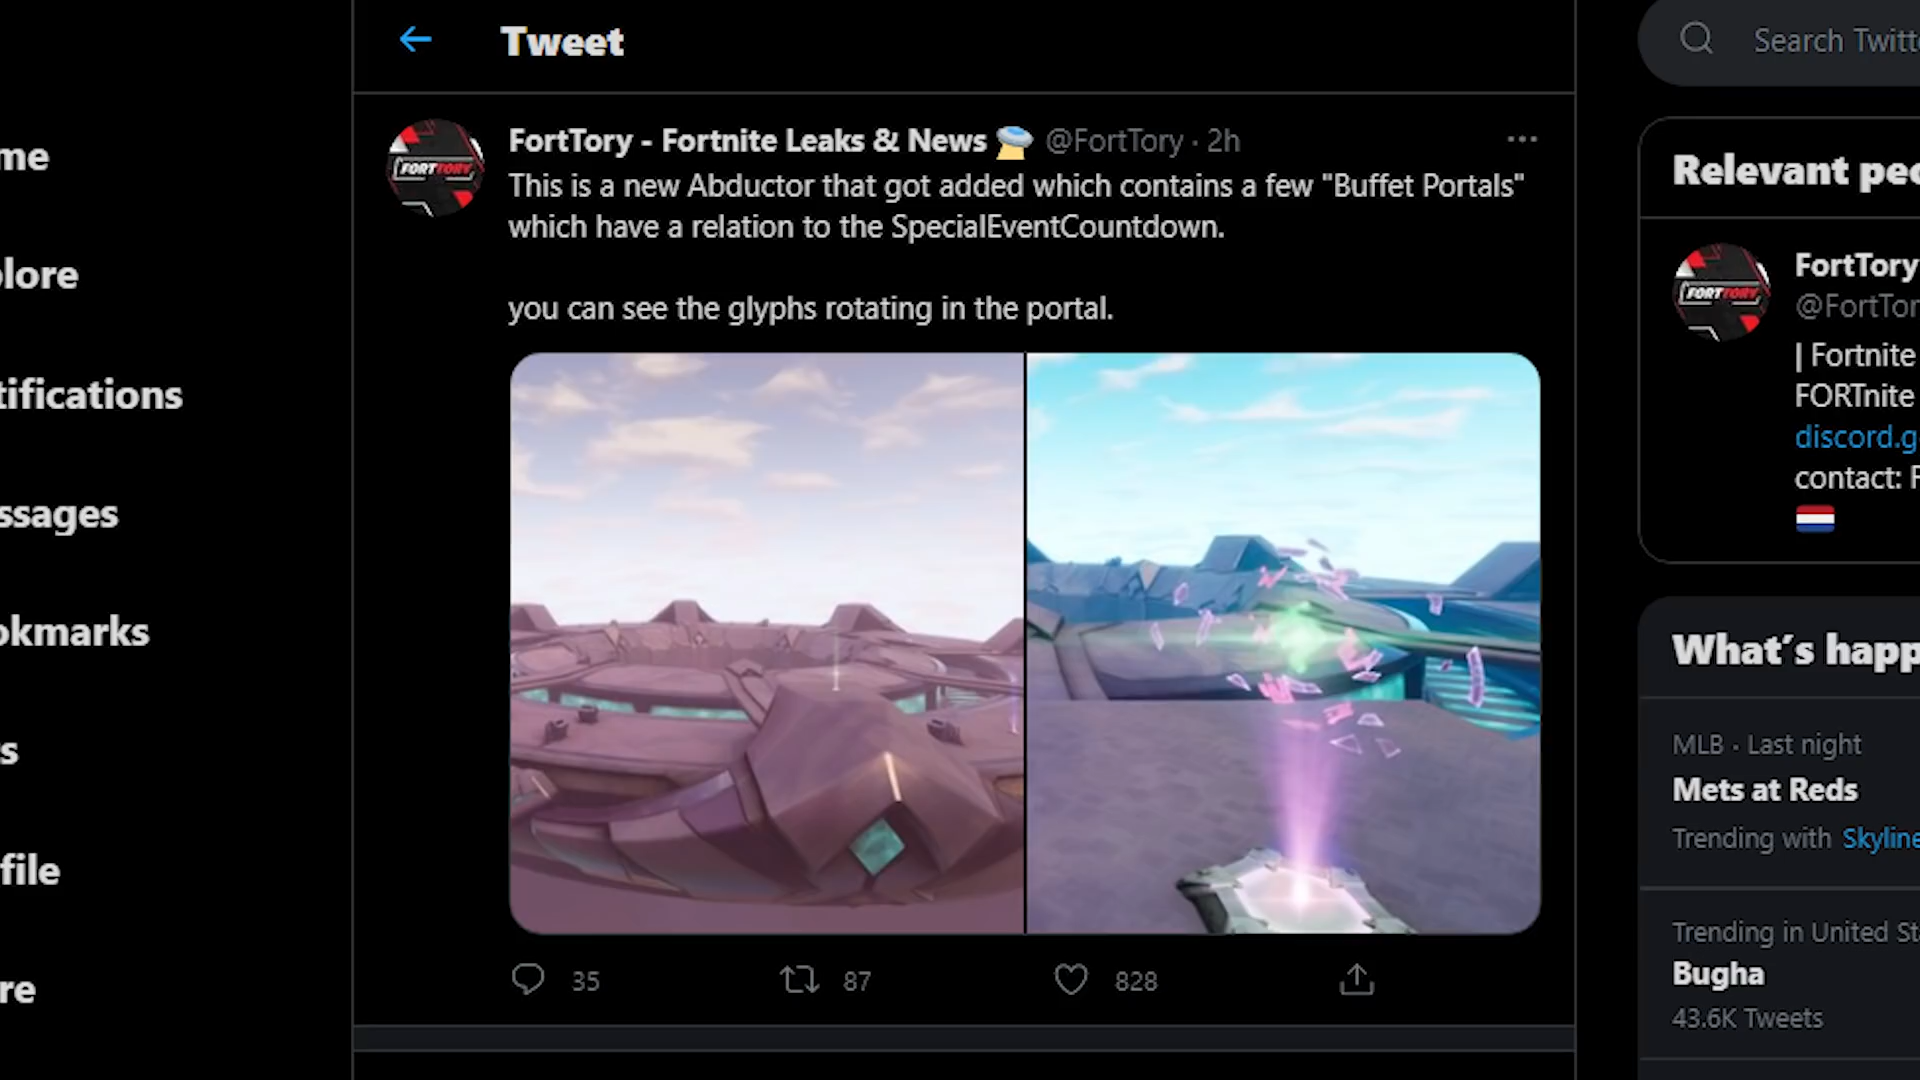 Tweet
FortTory - Fortnite Leaks & News 🛸 @FortTory · 2h
This is a new Abductor that got added which contains a few "Buffet Portals"
which have a relation to the SpecialEventCountdown.
you can see the glyphs rotating in the portal.
35
87
828
me
lore
tifications
ssages
okmarks
s
file
re
Search Twitt
Relevant peo
FORTTORY
FortTory
@FortTor
| Fortnite
FORTnite
discord.g
contact: F
What's happ
MLB · Last night
Mets at Reds
Trending with Skyline
Trending in United St
Bugha
43.6K Tweets